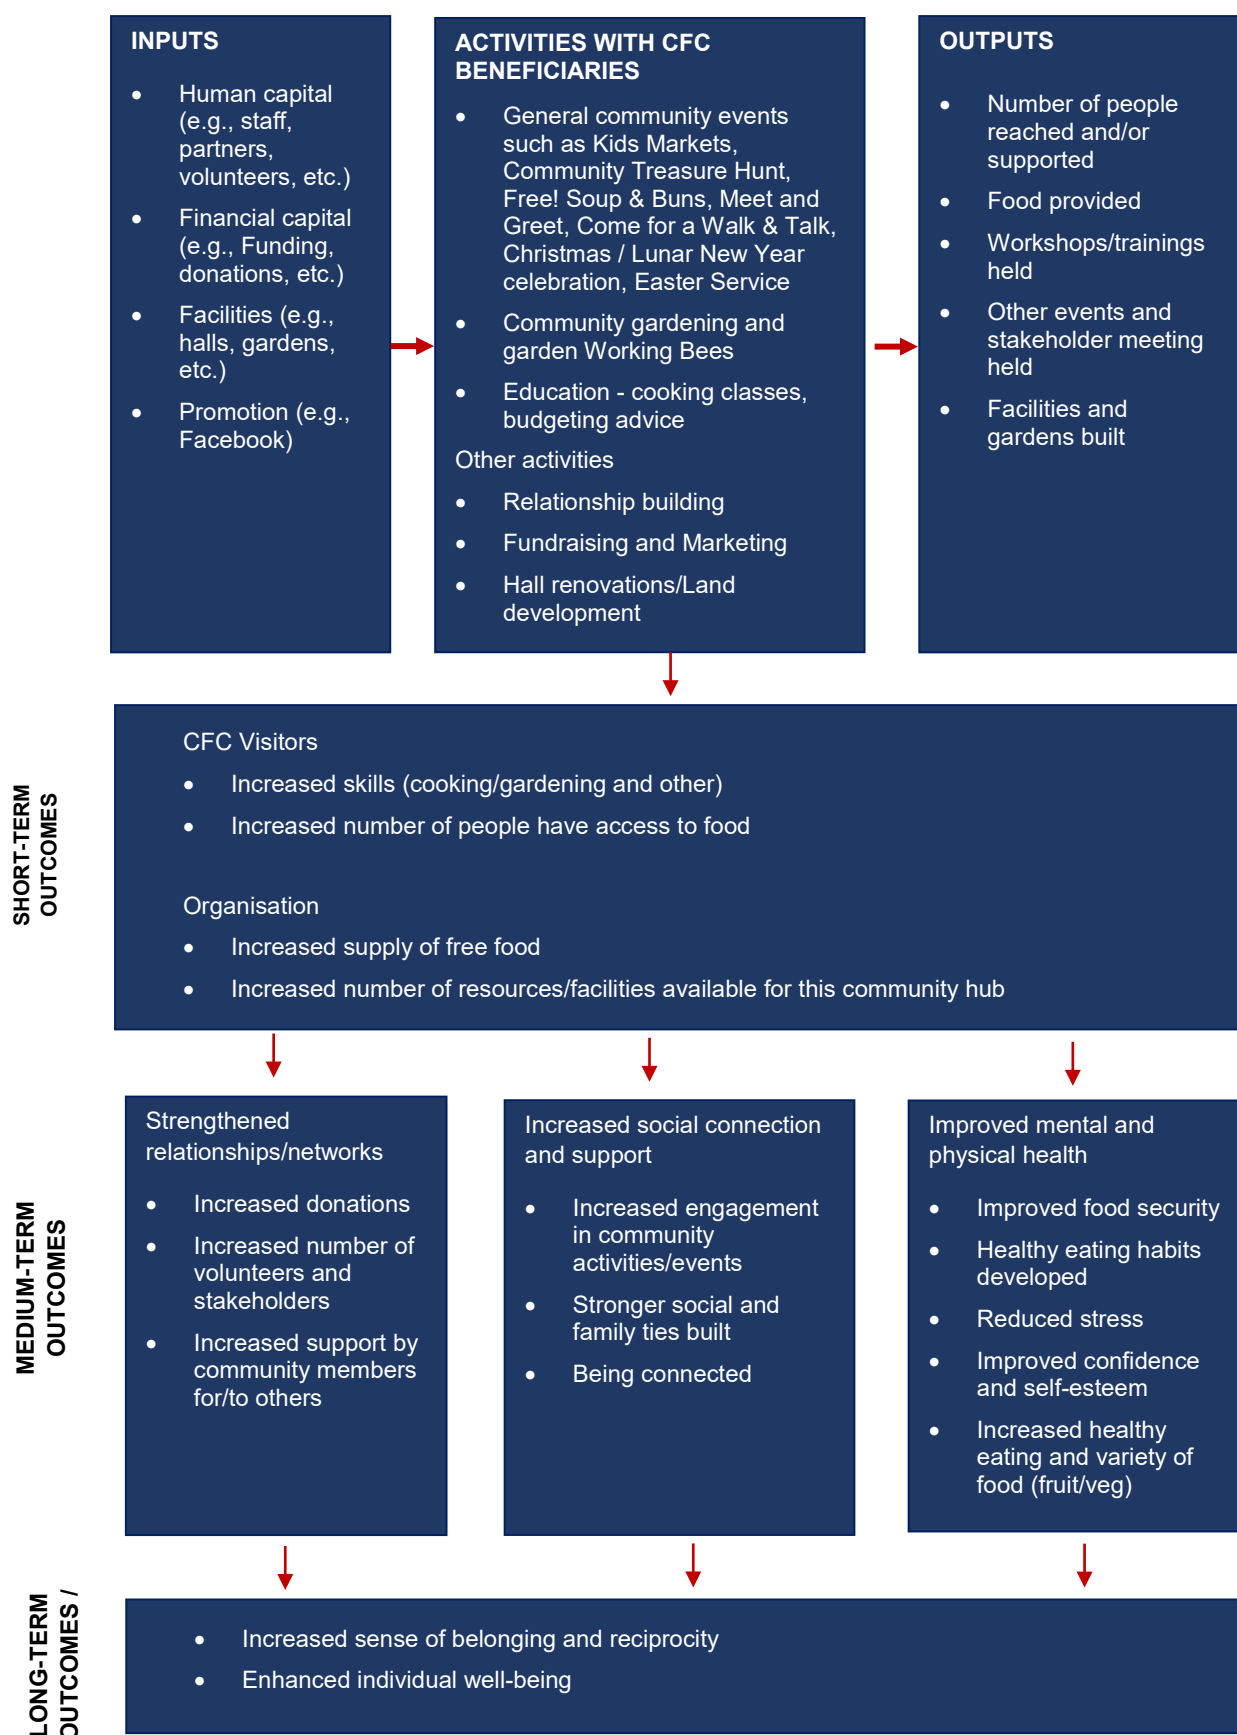 INPUTS
• Human capital
(e.g., staff,
partners,
volunteers, etc.)
• Financial capital
(e.g., Funding,
donations, etc.)
• Facilities (e.g.,
halls, gardens,
etc.)
• Promotion (e.g.,
Facebook)
ACTIVITIES WITH CFC
BENEFICIARIES
• General community events
such as Kids Markets,
Community Treasure Hunt,
Free! Soup & Buns, Meet and
Greet, Come for a Walk & Talk,
Christmas / Lunar New Year
celebration, Easter Service
• Community gardening and
garden Working Bees
• Education - cooking classes,
budgeting advice
Other activities
• Relationship building
• Fundraising and Marketing
• Hall renovations/Land
development
OUTPUTS
• Number of people
reached and/or
supported
• Food provided
• Workshops/trainings
held
• Other events and
stakeholder meeting
held
• Facilities and
gardens built
SHORT-TERM
OUTCOMES
CFC Visitors
• Increased skills (cooking/gardening and other)
• Increased number of people have access to food
Organisation
• Increased supply of free food
• Increased number of resources/facilities available for this community hub
MEDIUM-TERM
OUTCOMES
Strengthened
relationships/networks
• Increased donations
• Increased number of
volunteers and
stakeholders
• Increased support by
community members
for/to others
Increased social connection
and support
• Increased engagement
in community
activities/events
• Stronger social and
family ties built
• Being connected
Improved mental and
physical health
• Improved food security
• Healthy eating habits
developed
• Reduced stress
• Improved confidence
and self-esteem
• Increased healthy
eating and variety of
food (fruit/veg)
LONG-TERM
OUTCOMES /
• Increased sense of belonging and reciprocity
• Enhanced individual well-being